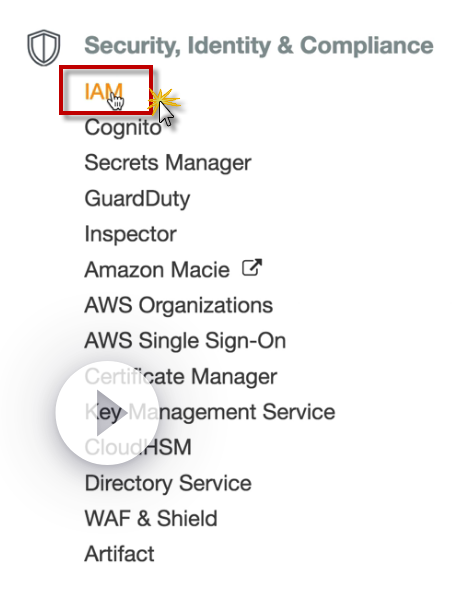 Security, Identity & Compliance
IAM
Cognito
Secrets Manager
GuardDuty
Inspector
Amazon Macie
AWS Organizations
AWS Single Sign-On
Certificate Manager
Key Management Service
CloudHSM
Directory Service
WAF & Shield
Artifact